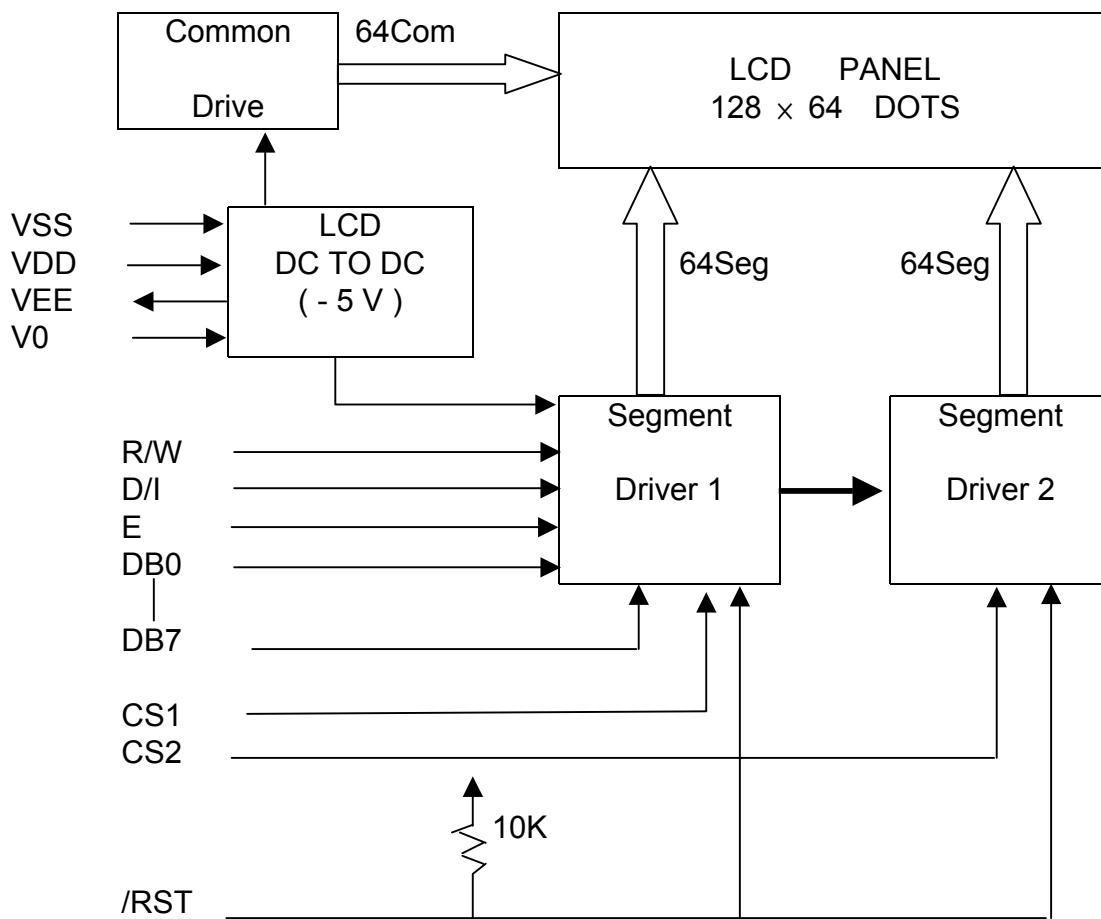 Common
Drive
64Com
LCD PANEL
128 × 64 DOTS
VSS
VDD
VEE
V0
LCD
DC TO DC
( - 5 V )
64Seg
64Seg
R/W
D/I
E
DB0
DB7
Segment
Driver 1
Segment
Driver 2
CS1
CS2
10K
/RST